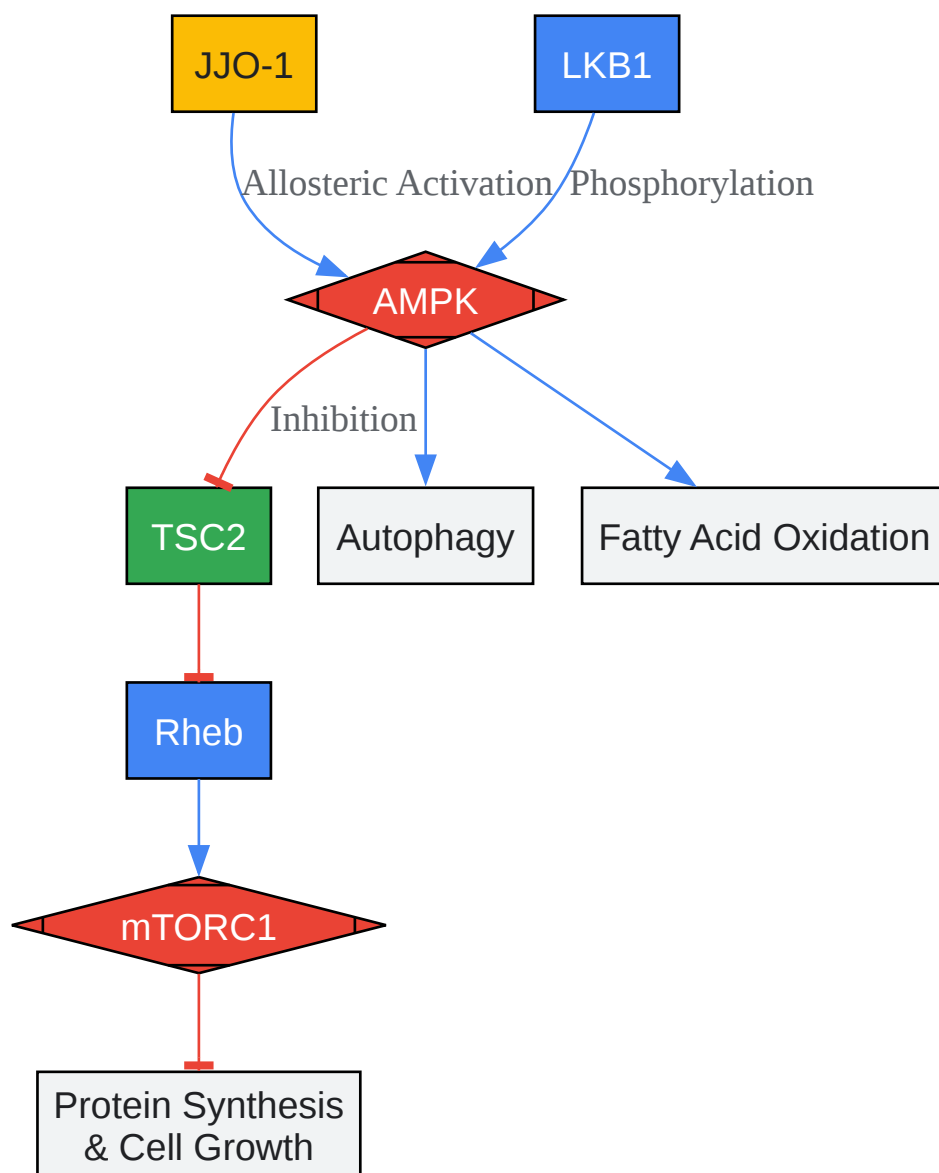 JJO-1
LKB1
Allosteric Activation
Phosphorylation
AMPK
Inhibition
TSC2
Autophagy
Fatty Acid Oxidation
Rheb
mTORC1
Protein Synthesis
& Cell Growth